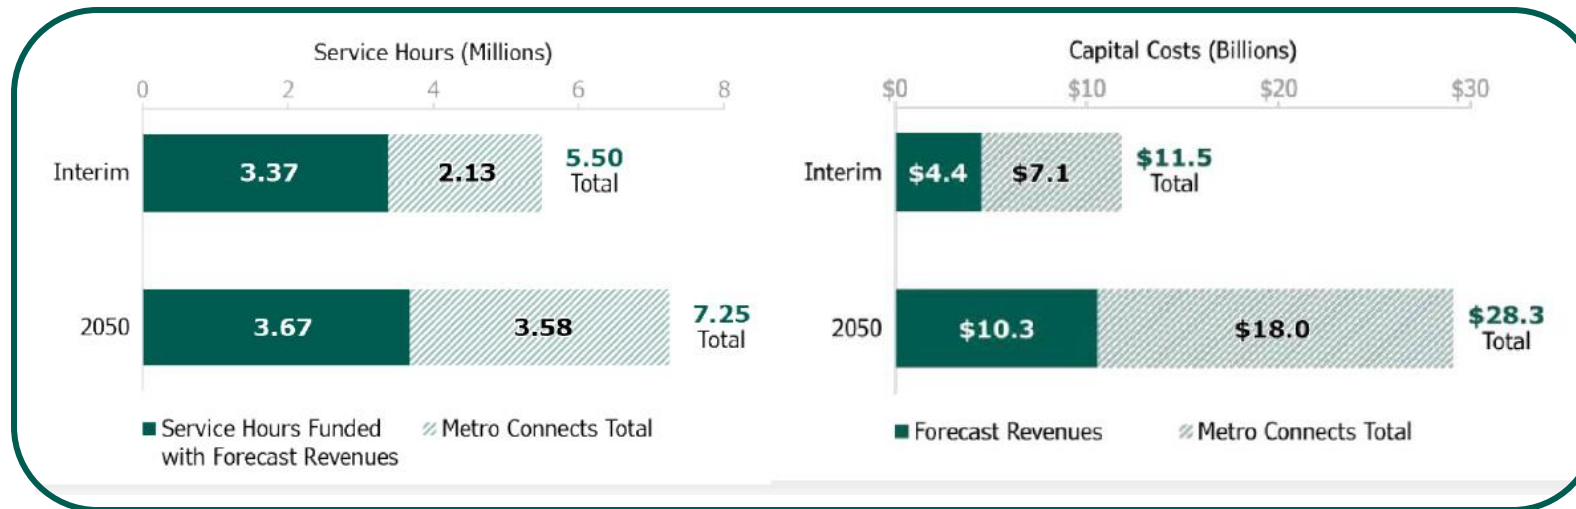 Service Hours (Millions)
0 2 4 6 8
Interim 3.37 2.13 5.50
Total
2050 3.67 3.58 7.25
Total
Service Hours Funded
with Forecast Revenues
Metro Connects Total
Capital Costs (Billions)
$0 $10 $20 $30
Interim $4.4 $7.1 $11.5
Total
2050 $10.3 $18.0 $28.3
Total
Forecast Revenues
Metro Connects Total